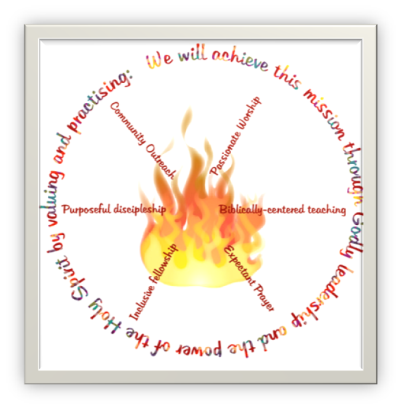 We will achieve this mission through Godly leadership and the power of the Holy Spirit by valuing and practising:
Passionate Worship
Biblically-centered teaching
Expectant Prayer
Inclusive fellowship
Purposeful discipleship
Community Outreach